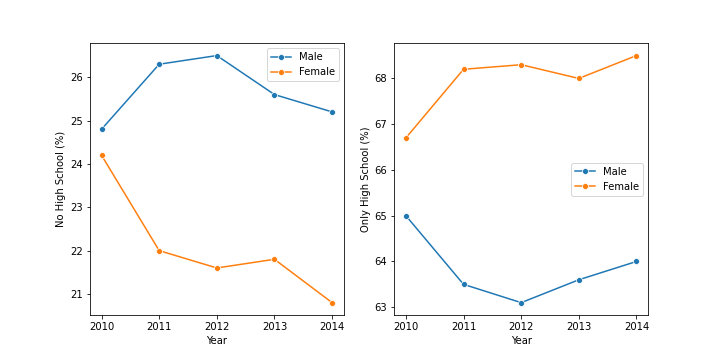 No High School (%)
26
25
24
23
22
21
2010 2011 2012 2013 2014
Year
Male
Female
Only High School (%)
68
67
66
65
64
63
2010 2011 2012 2013 2014
Year
Male
Female